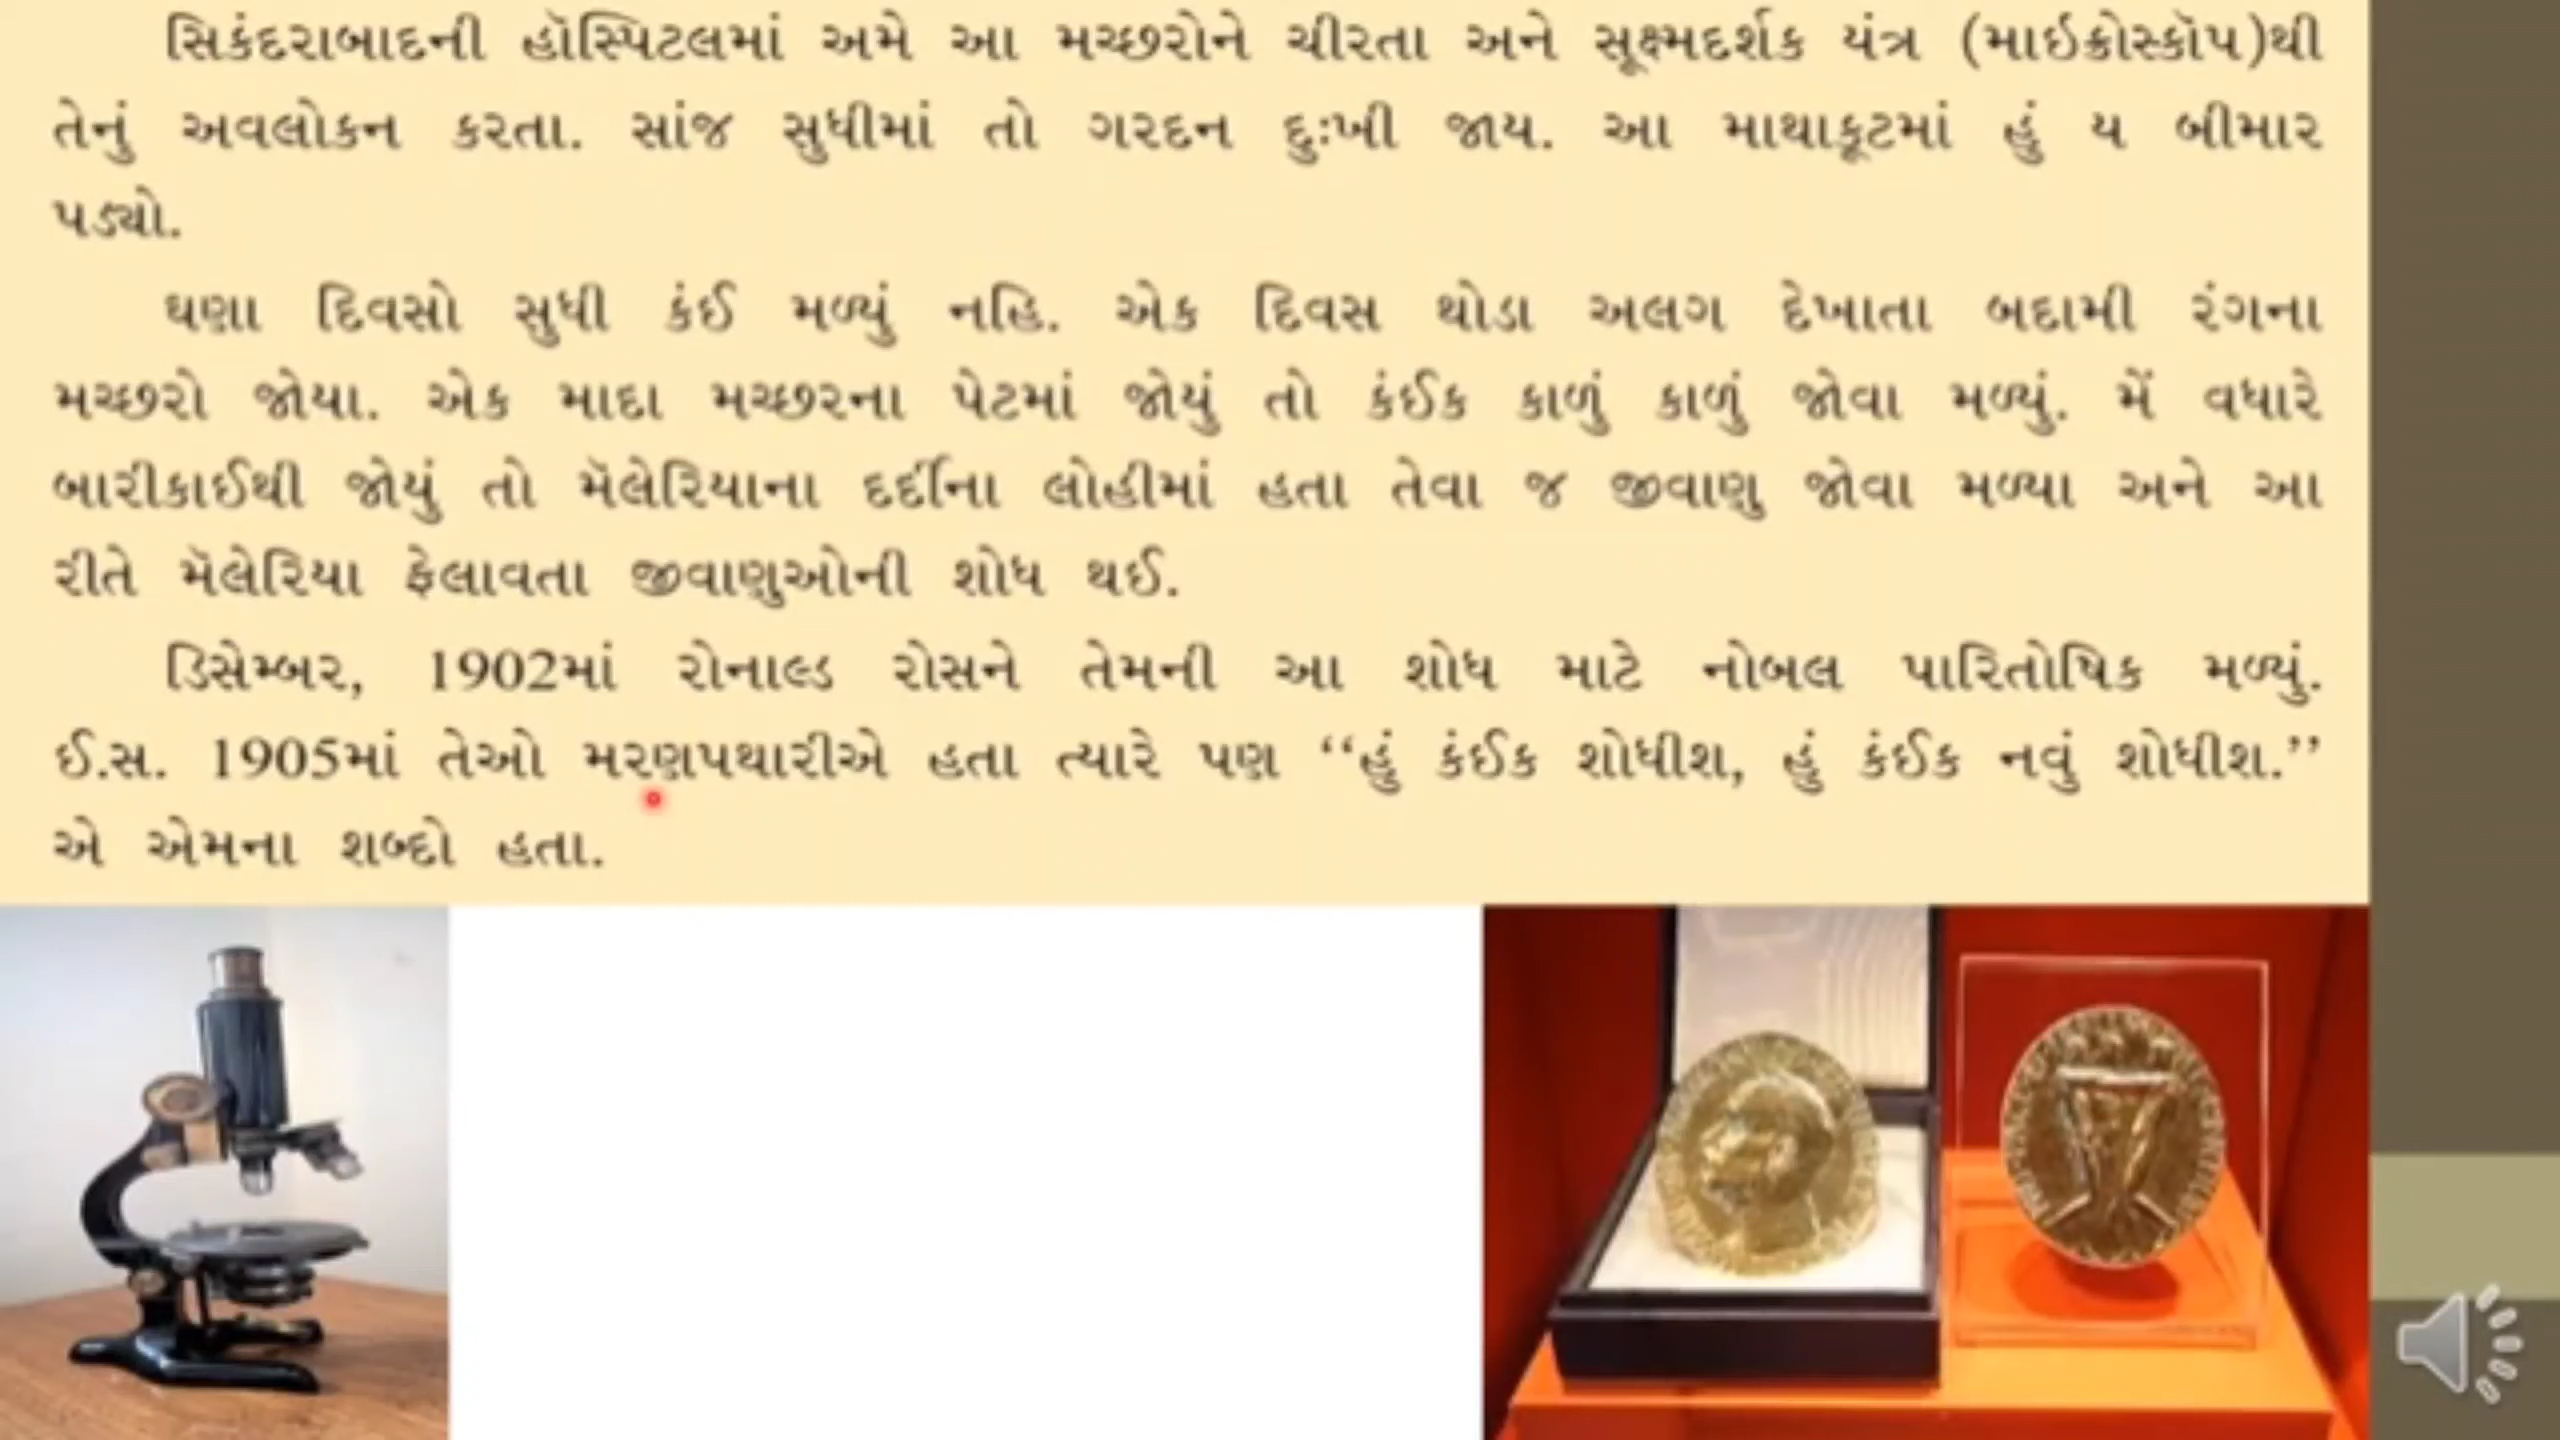 સિકંદરાબાદની હૉસ્પિટલમાં અમે આ મચ્છરોને ચીરતા અને સૂક્ષ્મદર્શક યંત્ર (માઇક્રોસ્કૉપ)થી
તેનું અવલોકન કરતા. સાંજ સુધીમાં તો ગરદન દુઃખી જાય. આ માથાકૂટમાં હું ય બીમાર
પડ્યો.
ઘણા દિવસો સુધી કંઈ મળ્યું નહિ. એક દિવસ થોડા અલગ દેખાતા બદામી રંગના
મચ્છરો જોયા. એક માદા મચ્છરના પેટમાં જોયું તો કંઈક કાળું કાળું જોવા મળ્યું. મેં વધારે
બારીકાઈથી જોયું તો મૅલેરિયાના દર્દીના લોહીમાં હતા તેવા જ જીવાણુ જોવા મળ્યા અને આ
રીતે મૅલેરિયા ફેલાવતા જીવાણુઓની શોધ થઈ.
ડિસેમ્બર, 1902માં રોનાલ્ડ રોસને તેમની આ શોધ માટે નોબલ પારિતોષિક મળ્યું.
ઈ.સ. 1905માં તેઓ મરણપથારીએ હતા ત્યારે પણ “હું કંઈક શોધીશ, હું કંઈક નવું શોધીશ.”
એ એમના શબ્દો હતા.